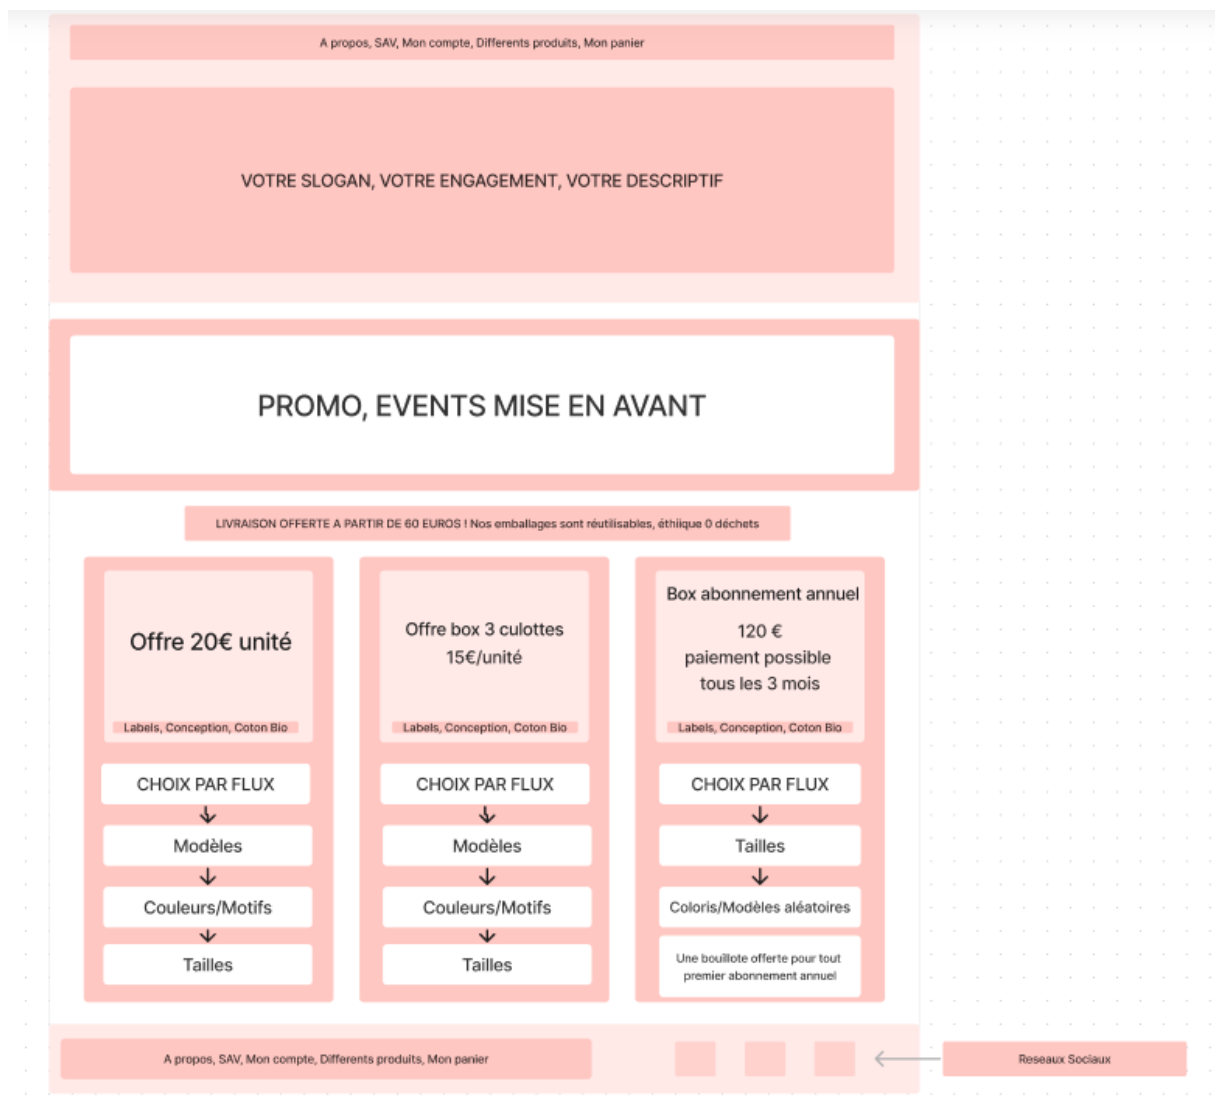 A propos, SAV, Mon compte, Differents produits, Mon panier
VOTRE SLOGAN, VOTRE ENGAGEMENT, VOTRE DESCRIPTIF
PROMO, EVENTS MISE EN AVANT
LIVRAISON OFFERTE A PARTIR DE 60 EUROS ! Nos emballages sont réutilisables, éthiique 0 déchets
Offre 20€ unité
Labels, Conception, Coton Bio
CHOIX PAR FLUX
Modèles
Couleurs/Motifs
Tailles
Offre box 3 culottes
15€/unité
Labels, Conception, Coton Bio
CHOIX PAR FLUX
Modèles
Couleurs/Motifs
Tailles
Box abonnement annuel
120 €
paiement possible
tous les 3 mois
Labels, Conception, Coton Bio
CHOIX PAR FLUX
Tailles
Coloris/Modèles aléatoires
Une bouillote offerte pour tout
premier abonnement annuel
A propos, SAV, Mon compte, Differents produits, Mon panier
Reseaux Sociaux